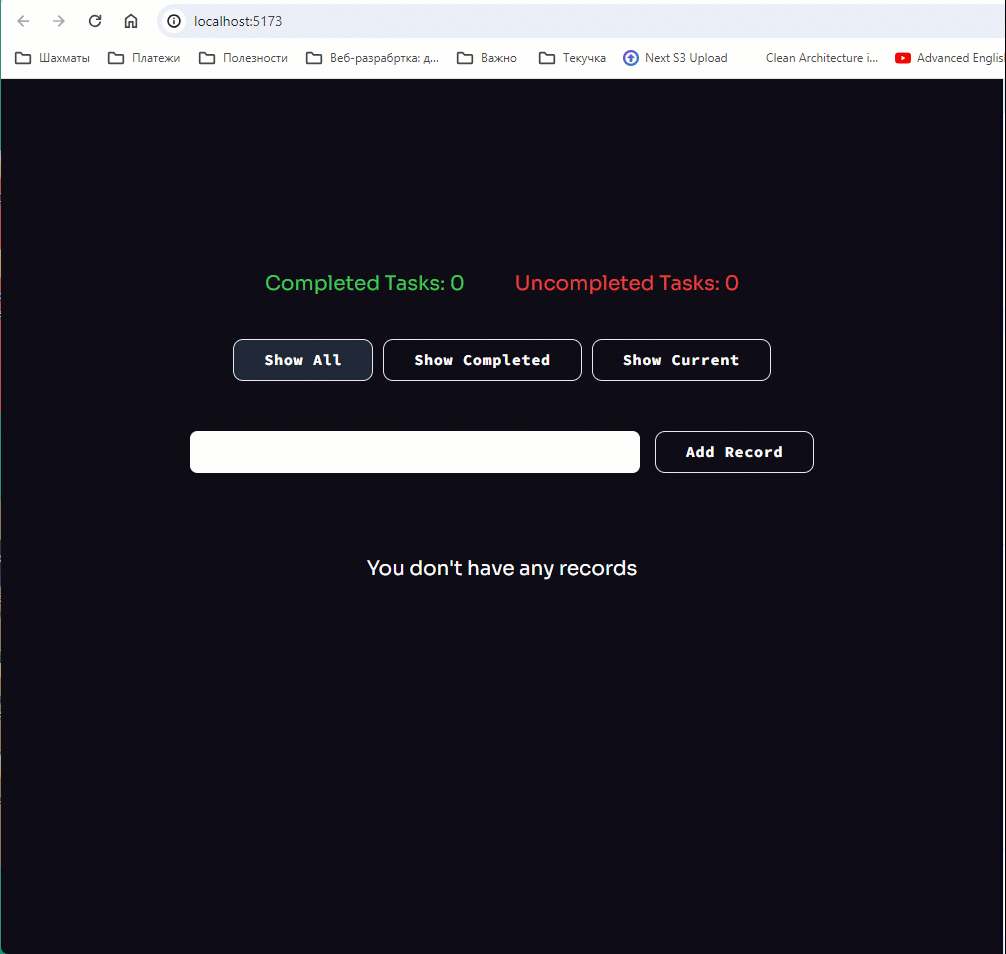 localhost:5173
Шахматы Платежи Полезности Веб-разрабртка: д... Важно Текучка Next S3 Upload Clean Architecture i... Advanced Englis
Completed Tasks: 0 Uncompleted Tasks: 0
Show All Show Completed Show Current
Add Record
You don't have any records